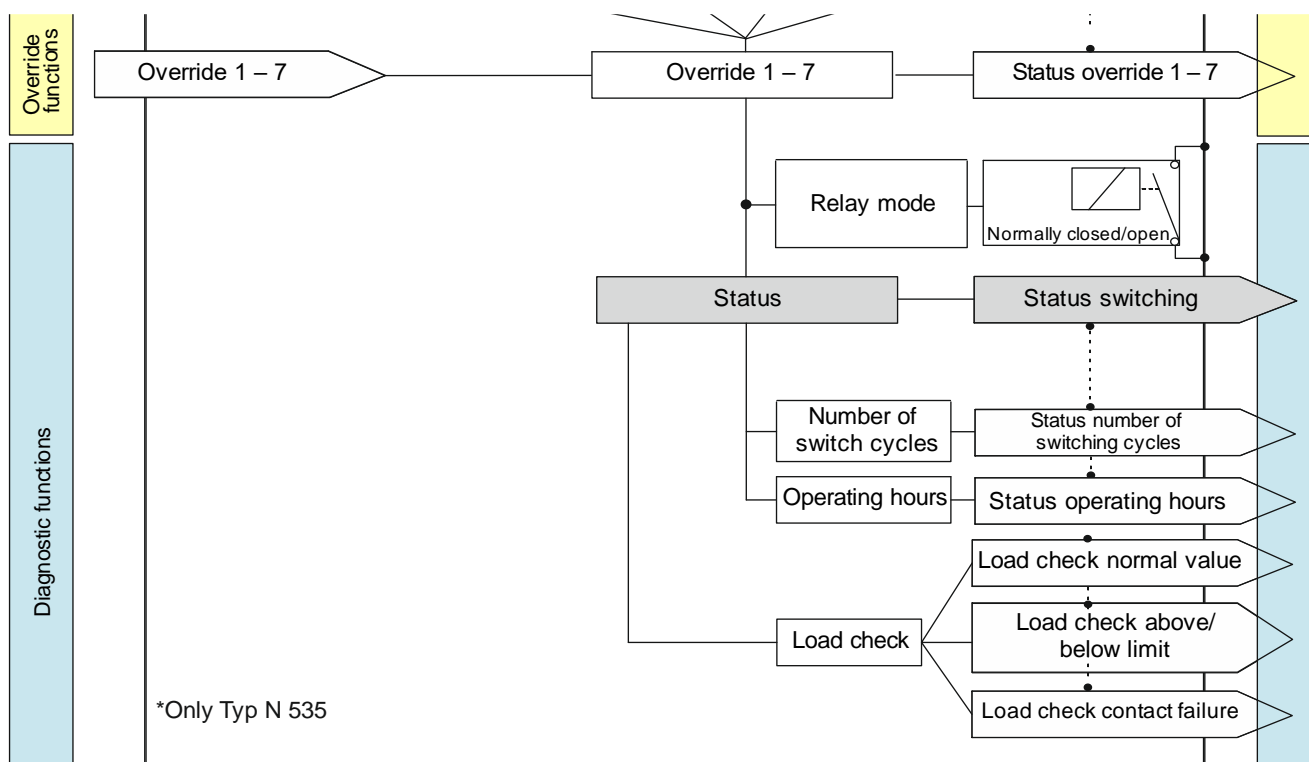 Override
functions
Override 1 – 7
Override 1 – 7
Status override 1 – 7
Relay mode
Normally closed/open
Diagnostic functions
Status
Status switching
Number of
switch cycles
Status number of
switching cycles
Operating hours
Status operating hours
Load check normal value
Load check
Load check above/
below limit
Load check contact failure
*Only Typ N 535